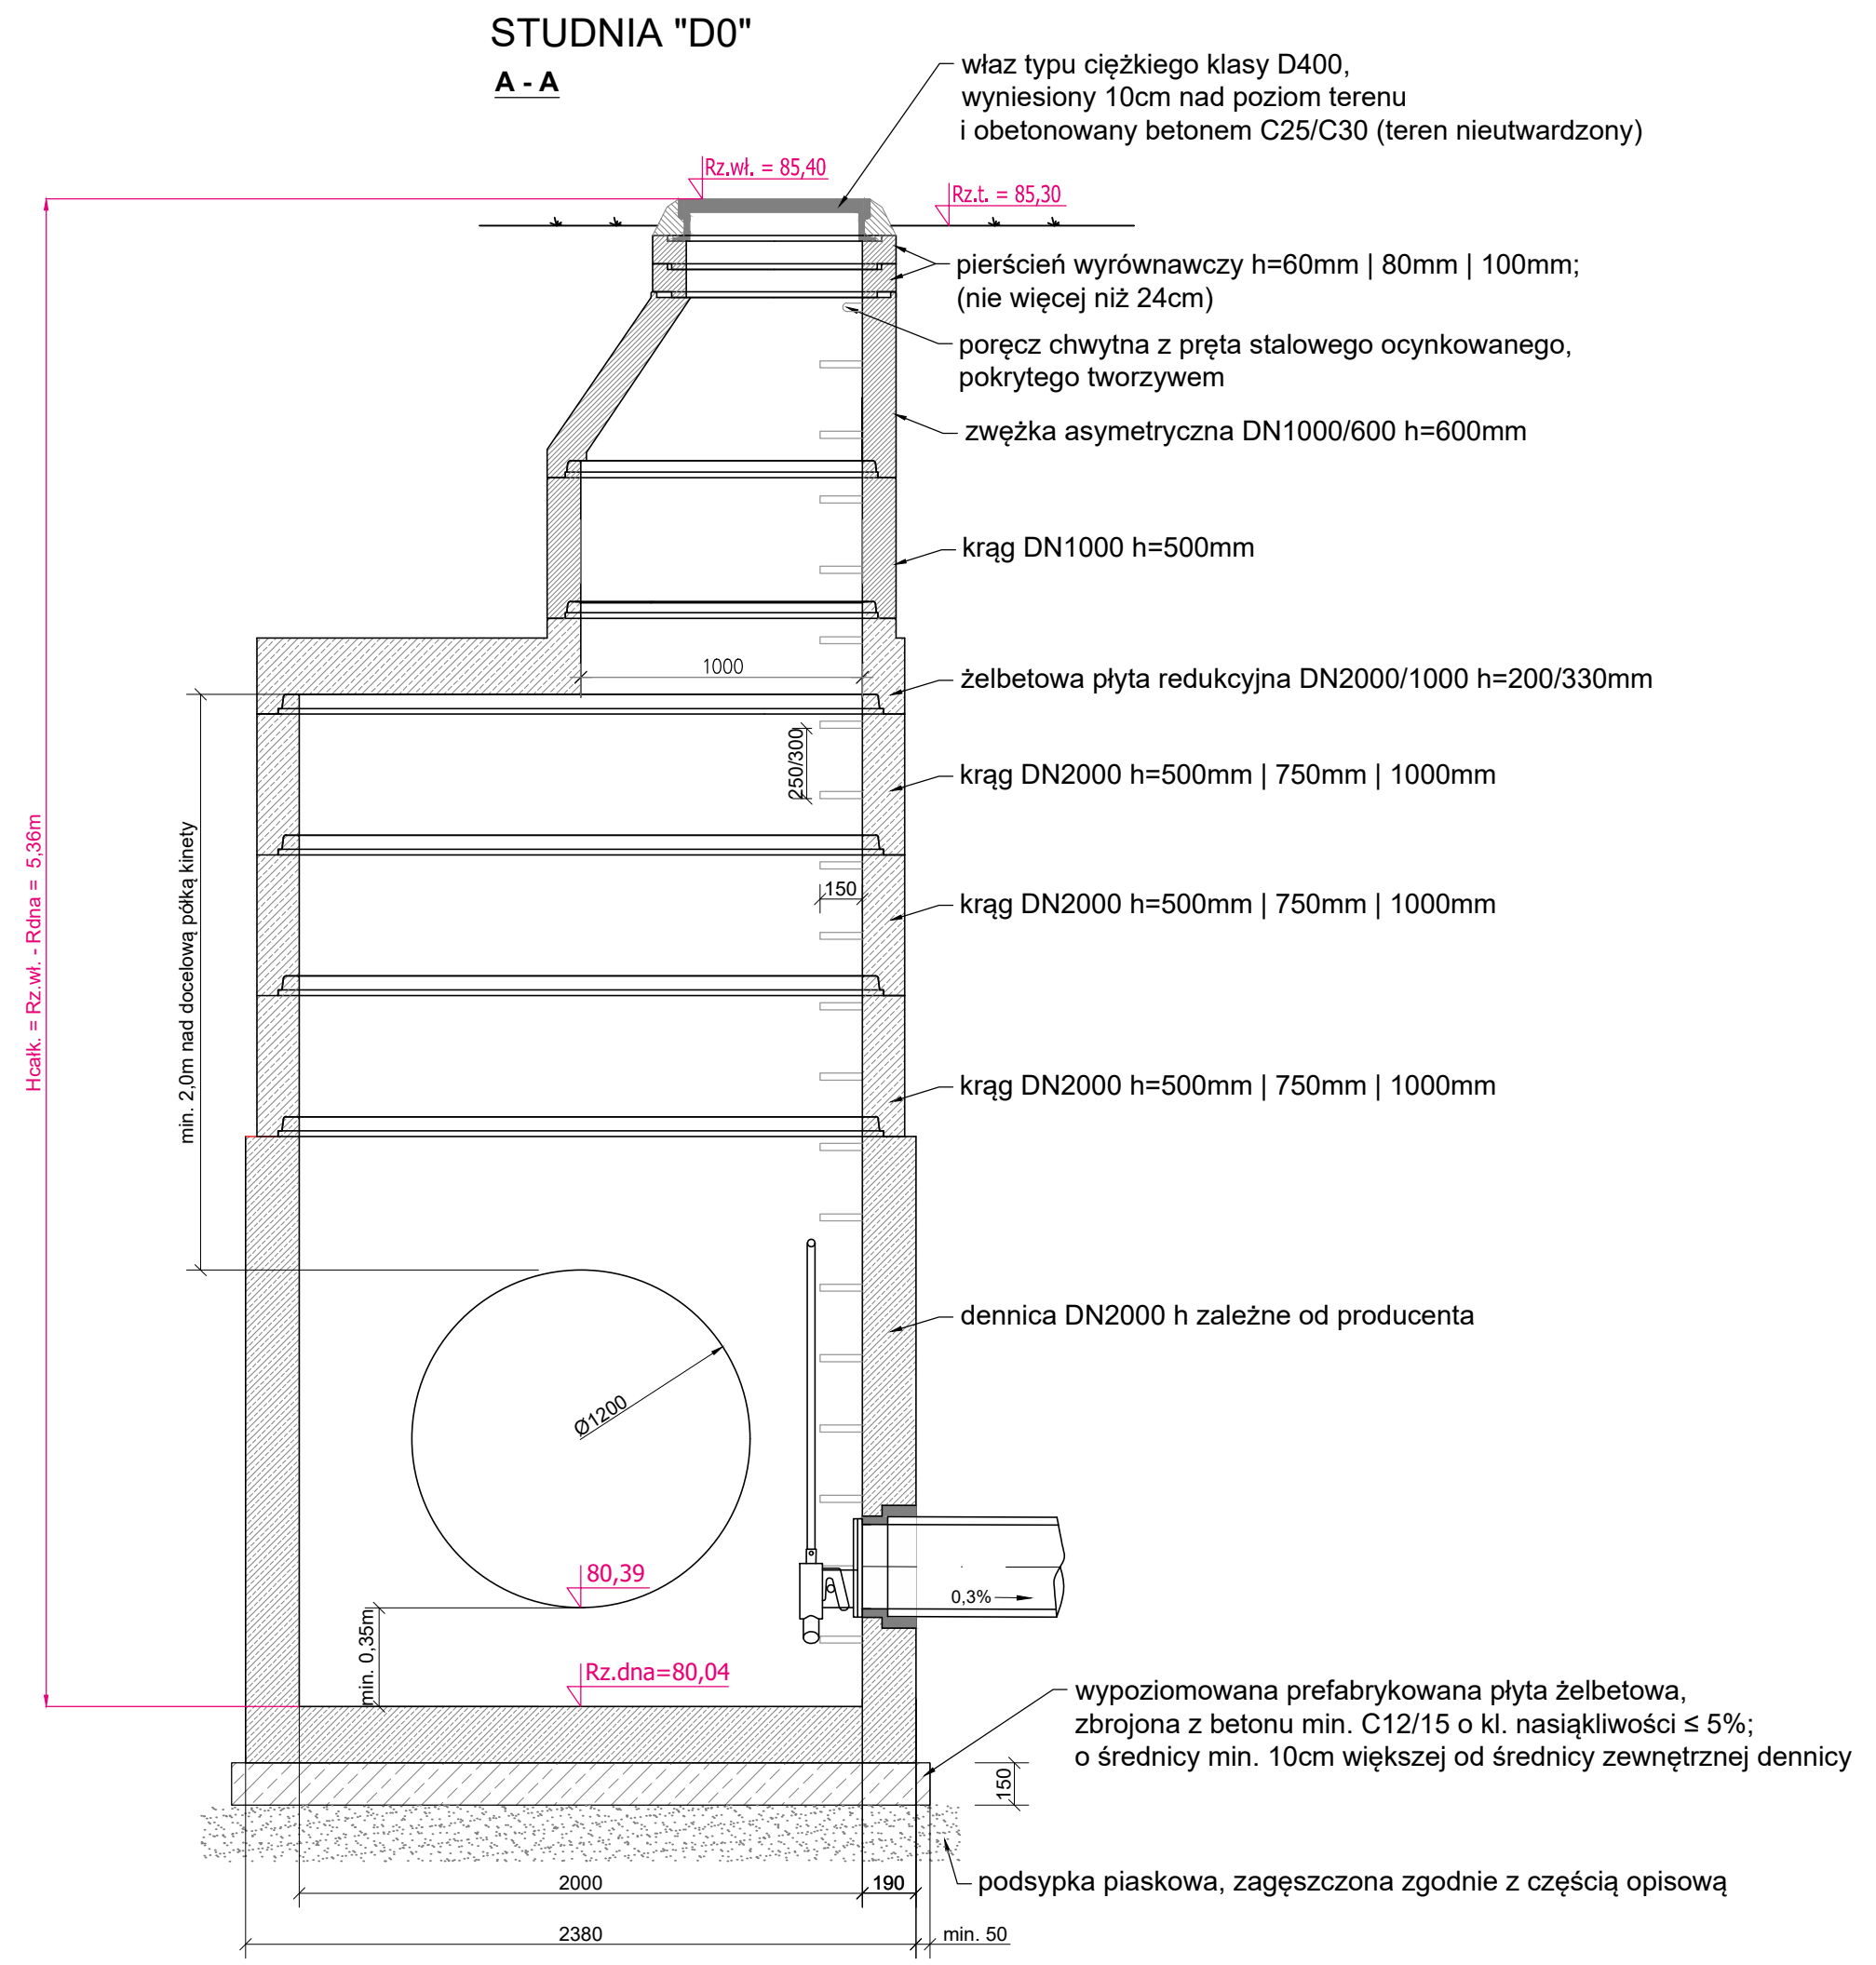 STUDNIA "D0"
A - A
właz typu ciężkiego klasy D400,
wyniesiony 10cm nad poziom terenu
i obetonowany betonem C25/C30 (teren nieutwardzony)
Rz.wł. = 85,40
Rz.t. = 85,30
pierścień wyrównawczy h=60mm | 80mm | 100mm;
(nie więcej niż 24cm)
poręcz chwytna z pręta stalowego ocynkowanego,
pokrytego tworzywem
zwężka asymetryczna DN1000/600 h=600mm
krąg DN1000 h=500mm
1000
żelbetowa płyta redukcyjna DN2000/1000 h=200/330mm
250/300
krąg DN2000 h=500mm | 750mm | 1000mm
150
krąg DN2000 h=500mm | 750mm | 1000mm
Hcałk. = Rz.wł. - Rdna = 5,36m
min. 2,0m nad docelową półką kinety
krąg DN2000 h=500mm | 750mm | 1000mm
dennica DN2000 h zależne od producenta
Ø1200
80,39
0,3%
min. 0,35m
Rz.dna=80,04
wypoziomowana prefabrykowana płyta żelbetowa,
zbrojona z betonu min. C12/15 o kl. nasiąkliwości ≤ 5%;
o średnicy min. 10cm większej od średnicy zewnętrznej dennicy
150
podsypka piaskowa, zagęszczona zgodnie z częścią opisową
2000
190
2380
min. 50